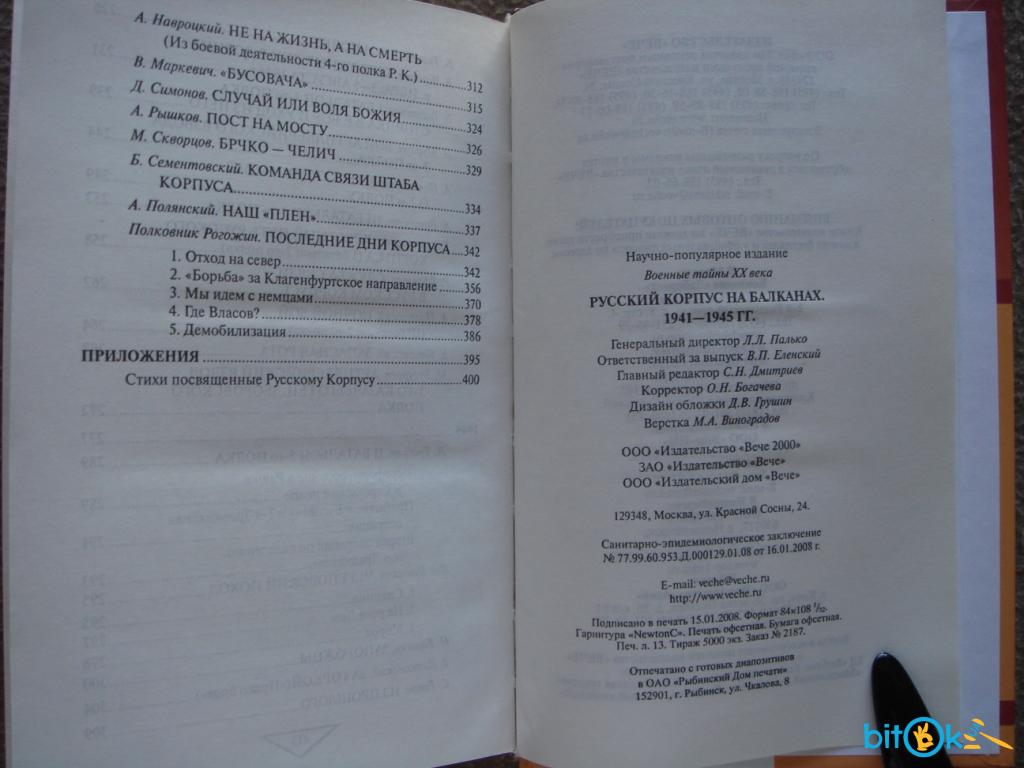 А. Навроцкий. НЕ НА ЖИЗНЬ, А НА СМЕРТЬ
(Из боевой деятельности 4-го полка Р. К.) 312
В. Маркевич. «БУСОВАЧА» 315
Д. Симонов. СЛУЧАЙ ИЛИ ВОЛЯ БОЖИЯ 324
А. Рышков. ПОСТ НА МОСТУ 326
М. Скворцов. БРЧКО — ЧЕЛИЧ 329
Б. Сементовский. КОМАНДА СВЯЗИ ШТАБА
КОРПУСА 334
А. Полянский. НАШ «ПЛЕН» 337
Полковник Рогожин. ПОСЛЕДНИЕ ДНИ КОРПУСА 342
1. Отход на север 342
2. «Борьба» за Клагенфуртское направление 356
3. Мы идем с немцами 370
4. Где Власов? 378
5. Демобилизация 386
ПРИЛОЖЕНИЯ 395
Стихи посвященные Русскому Корпусу 400
Научно-популярное издание
Военные тайны XX века
РУССКИЙ КОРПУС НА БАЛКАНАХ.
1941—1945 ГГ.
Генеральный директор Л.Л. Палько
Ответственный за выпуск В.П. Еленский
Главный редактор С.Н. Дмитриев
Корректор О.Н. Богачева
Дизайн обложки Д.В. Грушин
Верстка М.А. Виноградов
ООО «Издательство «Вече 2000»
ЗАО «Издательство «Вече»
ООО «Издательский дом «Вече»
129348, Москва, ул. Красной Сосны, 24.
Санитарно-эпидемиологическое заключение
№ 77.99.60.953.Д.000129.01.08 от 16.01.2008 г.
E-mail: veche@veche.ru
http://www.veche.ru
Подписано в печать 15.01.2008. Формат 84×108 1/32.
Гарнитура «NewtonC». Печать офсетная. Бумага офсетная.
Печ. л. 13. Тираж 5000 экз. Заказ № 2187.
Отпечатано с готовых диапозитивов
в ОАО «Рыбинский Дом печати»
152901, г. Рыбинск, ул. Чкалова, 8
bitOk